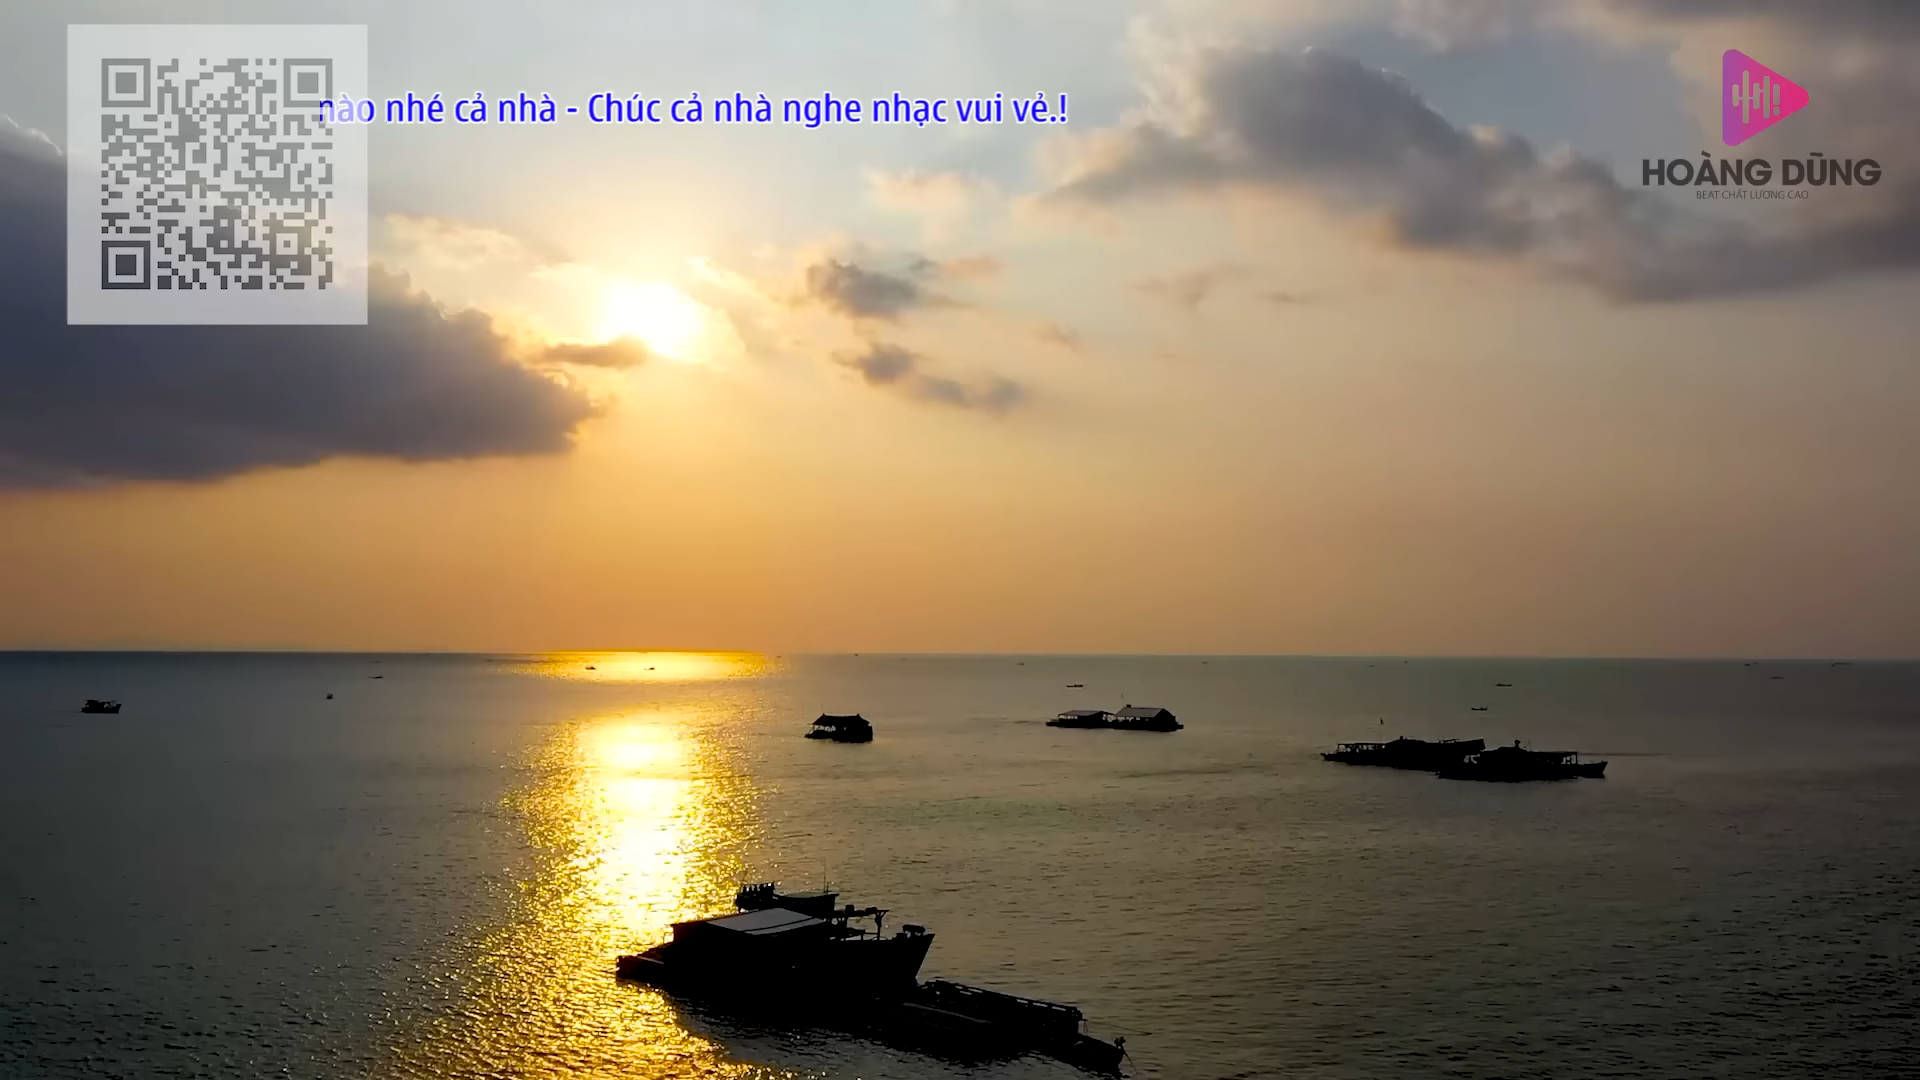 nào nhé cả nhà - Chúc cả nhà nghe nhạc vui vẻ.!
HOÀNG DŨNG
BEAT CHẤT LƯỢNG CAO